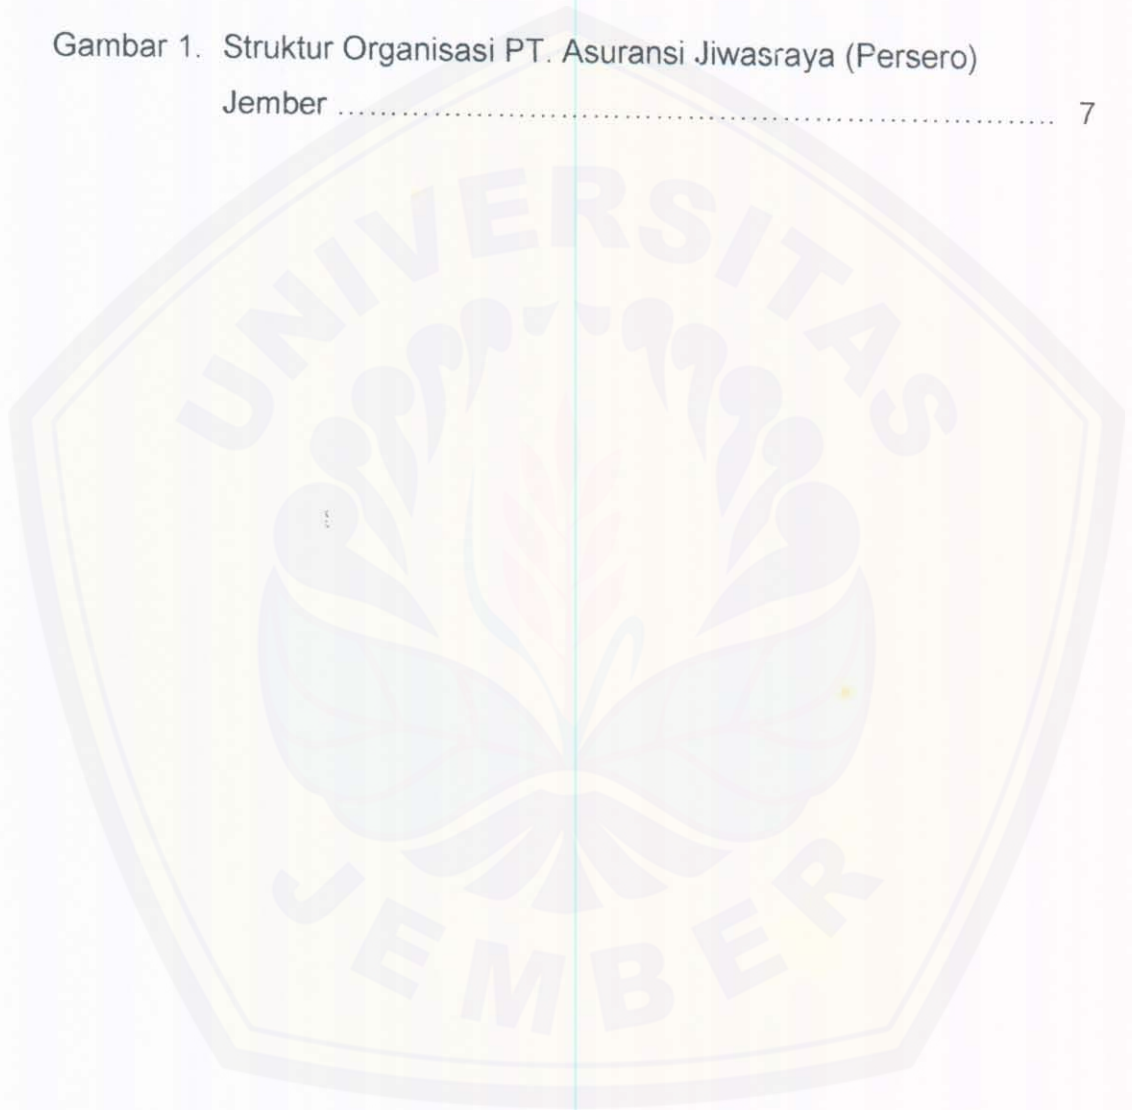 Gambar 1. Struktur Organisasi PT. Asuransi Jiwasraya (Persero)
Jember ........................................................................ 7
UNIVERSITAS
JEMBER